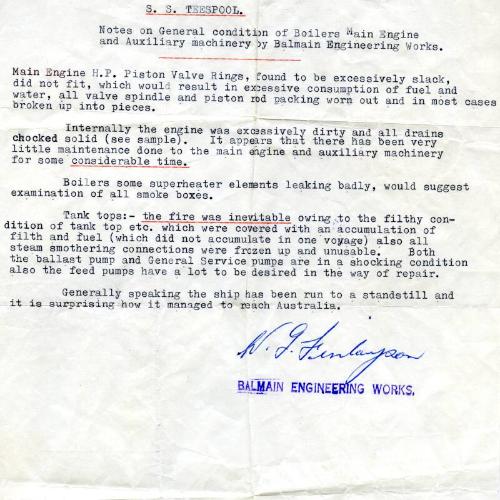 S. S. TEESPOOL.
Notes on General condition of Boilers Main Engine
and Auxiliary machinery by Balmain Engineering Works.
Main Engine H.P. Piston Valve Rings, found to be excessively slack,
did not fit, which would result in excessive consumption of fuel and
water, all valve spindle and piston rod packing worn out and in most cases
broken up into pieces.
Internally the engine was excessively dirty and all drains
chocked solid (see sample). It appears that there has been very
little maintenance done to the main engine and auxiliary machinery
for some considerable time.
Boilers some superheater elements leaking badly, would suggest
examination of all smoke boxes.
Tank tops:- the fire was inevitable owing to the filthy con-
dition of tank top etc. which were covered with an accumulation of
filth and fuel (which did not accumulate in one voyage) also all
steam smothering connections were frozen up and unusable. Both
the ballast pump and General Service pumps are in a shocking condition
also the feed pumps have a lot to be desired in the way of repair.
Generally speaking the ship has been run to a standstill and
it is surprising how it managed to reach Australia.
W. J. Finlayson
BALMAIN ENGINEERING WORKS.